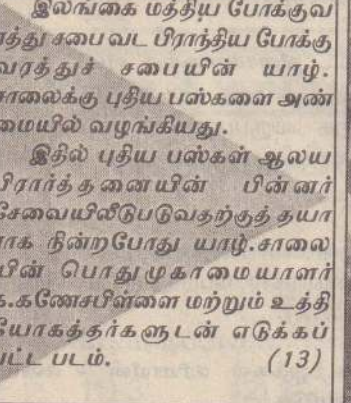 இலங்கை மத்திய போக்குவ
ரத்து சபை வட பிராந்திய போக்கு
வரத்துச் சபையின் யாழ்.
சாலைக்கு புதிய பஸ்களை அண்
மையில் வழங்கியது.
இதில் புதிய பஸ்கள் ஆலய
பிரார்த்தனையின் பின்னர்
சேவையிலீடுபடுவதற்குத் தயா
ராக நின்றபோது யாழ்.சாலை
யின் பொதுமுகாமையாளர்
க.கணேசபிள்ளை மற்றும் உத்தி
யோகத்தர்களுடன் எடுக்கப்
பட்ட படம். (13)